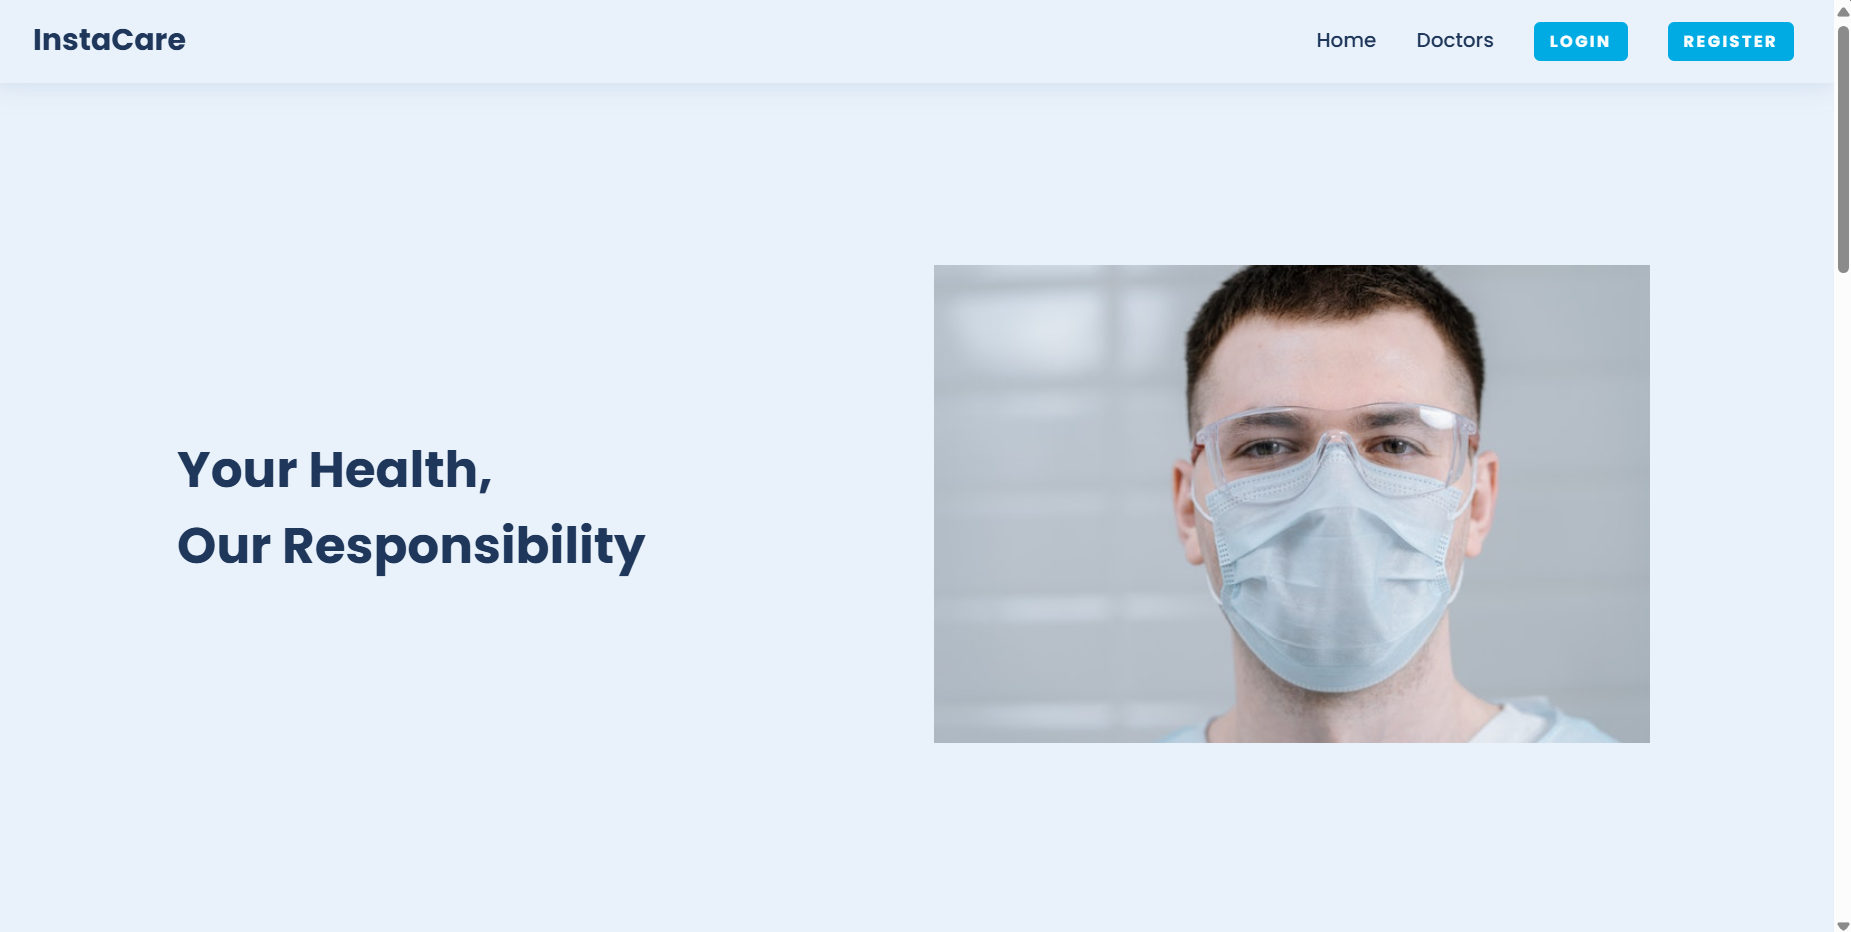 InstaCare
Home
Doctors
LOGIN
REGISTER
Your Health,
Our Responsibility